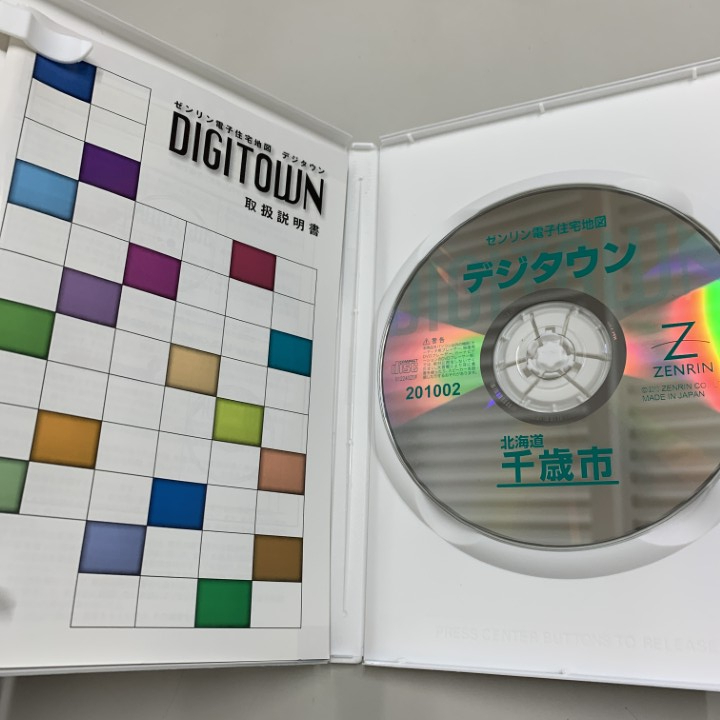 ゼンリン電子住宅地図 デジタウン
DIGITOWN
取扱説明書
ゼンリン電子住宅地図
デジタウン
201002
Z
ZENRIN
ZENRIN CO.
MADE IN JAPAN
北海道
千歳市
PRESS CENTER BUTTON TO RELEASE